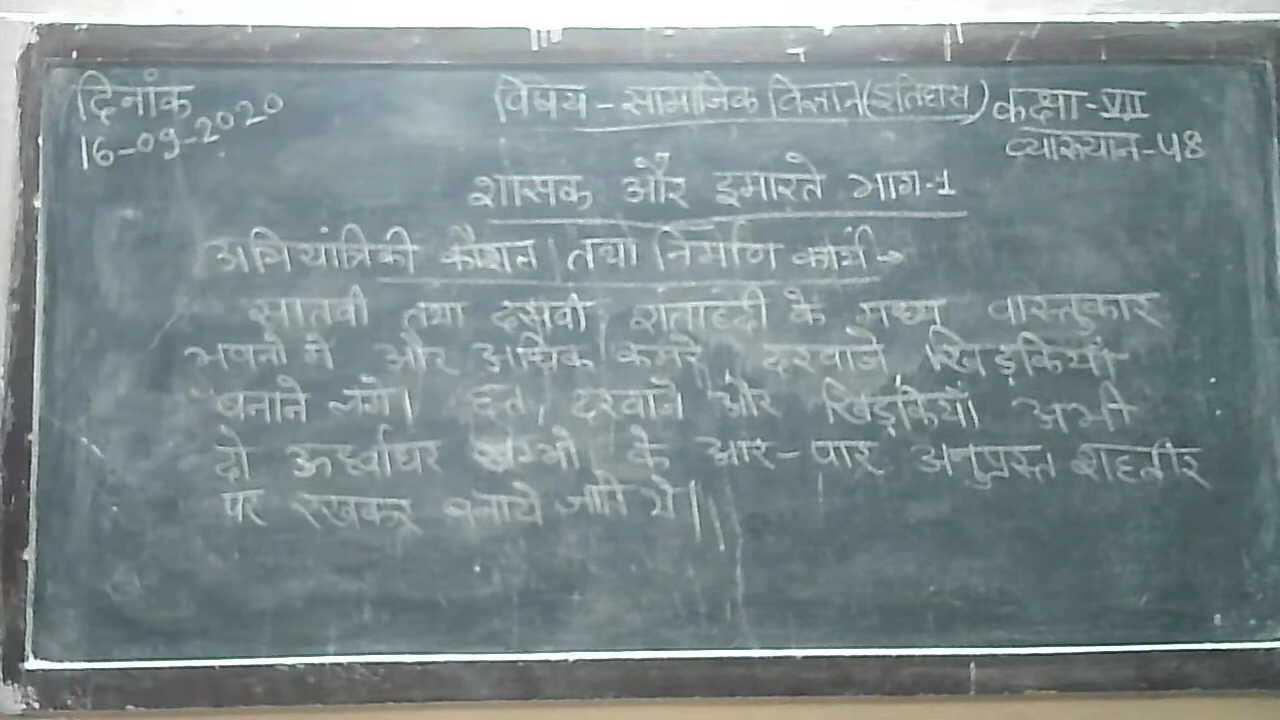 दिनांक
16-09-2020
विषय - सामाजिक विज्ञान (इतिहास) कक्षा - VII
व्याख्यान - 48
शासक और इमारते भाग-1
अभियांत्रिकी कौशल तथा निर्माण कार्य →
सातवी तथा दसवी शताब्दी के मध्य वास्तुकार
भवनो में और अधिक कमरे दरवाजे, खिड़कियाँ
बनाने लगे। छत, दरवाजे और खिड़कियाँ अभी
दो ऊर्ध्वाधर खम्भो के आर-पार अनुप्रस्त शहतीर
पर रखकर बनाये जाते थे।